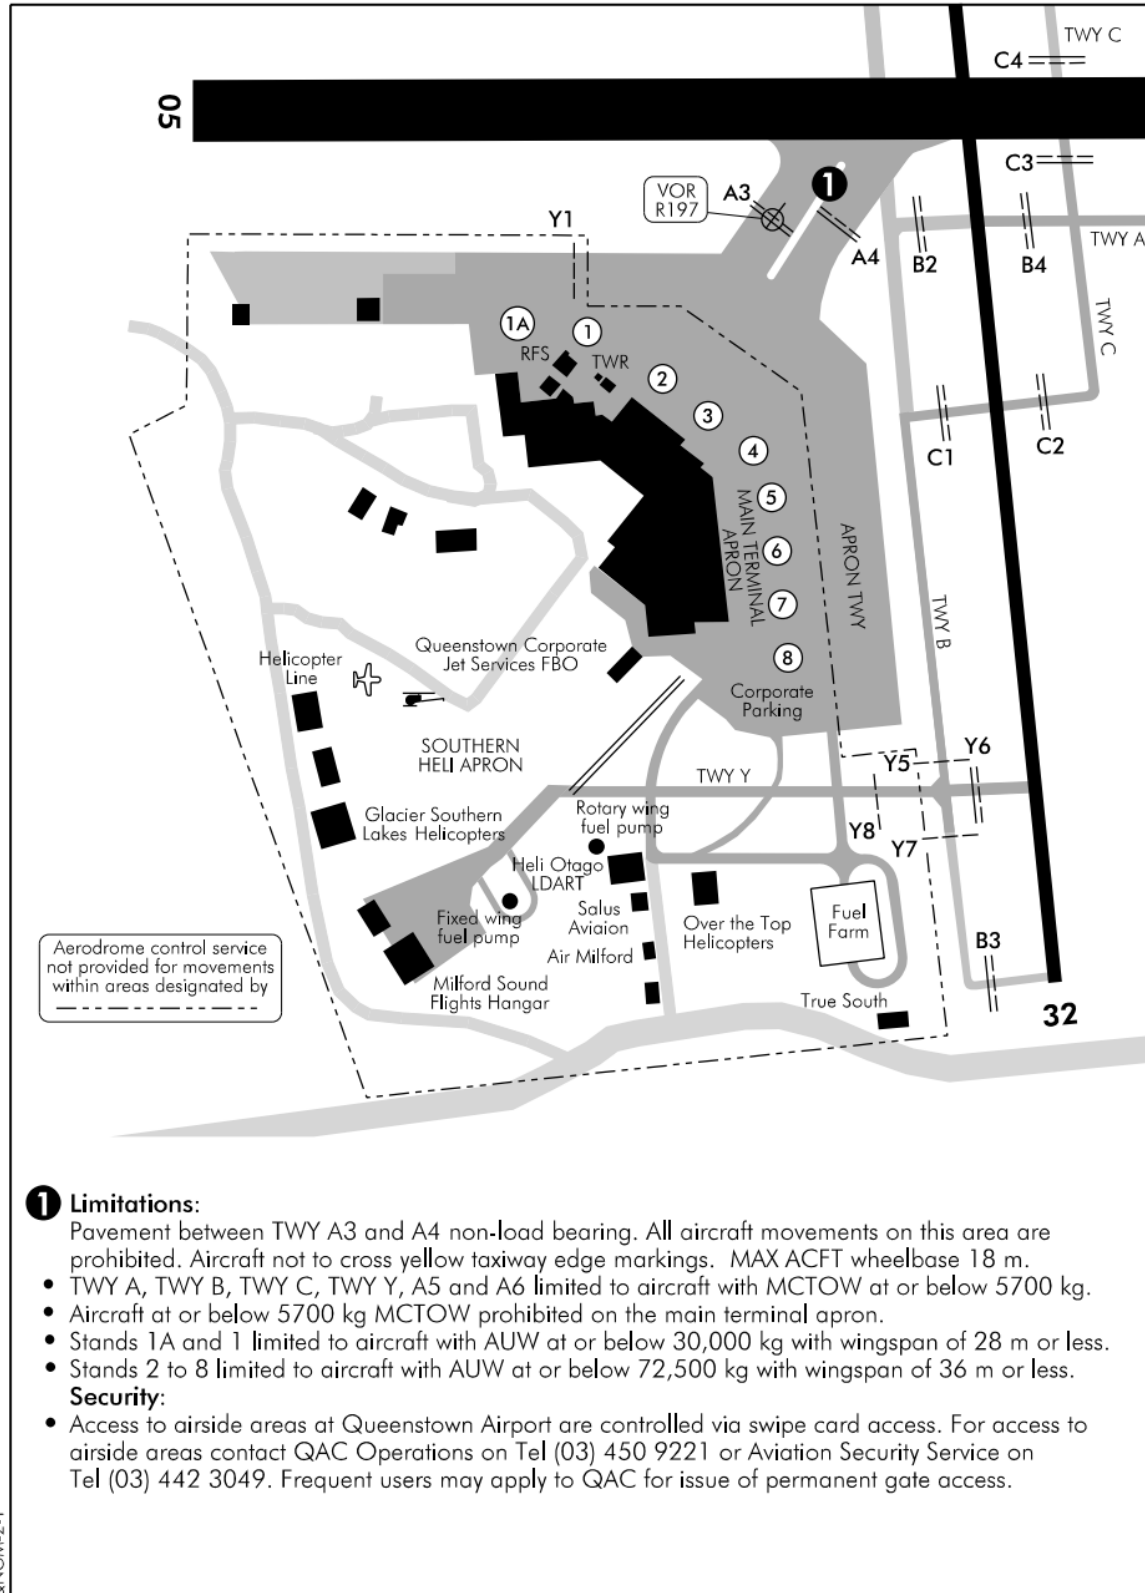 TWY C
C4
05
C3
VOR
R197
A3
1
Y1
A4
B2
B4
TWY A
1A
1
RFS
TWR
2
3
4
5
6
7
8
TWY C
C1
C2
MAIN TERMINAL
APRON
APRON TWY
TWY B
Queenstown Corporate
Jet Services FBO
Helicopter
Line
Corporate
Parking
SOUTHERN
HELI APRON
TWY Y
Y5
Y6
Glacier Southern
Lakes Helicopters
Rotary wing
fuel pump
Y8
Y7
Heli Otago
LDART
Fixed wing
fuel pump
Salus
Aviaion
Over the Top
Helicopters
Fuel
Farm
Air Milford
B3
Aerodrome control service
not provided for movements
within areas designated by
Milford Sound
Flights Hangar
True South
32
1 Limitations:
Pavement between TWY A3 and A4 non-load bearing. All aircraft movements on this area are
prohibited. Aircraft not to cross yellow taxiway edge markings. MAX ACFT wheelbase 18 m.
• TWY A, TWY B, TWY C, TWY Y, A5 and A6 limited to aircraft with MCTOW at or below 5700 kg.
• Aircraft at or below 5700 kg MCTOW prohibited on the main terminal apron.
• Stands 1A and 1 limited to aircraft with AUW at or below 30,000 kg with wingspan of 28 m or less.
• Stands 2 to 8 limited to aircraft with AUW at or below 72,500 kg with wingspan of 36 m or less.
Security:
• Access to airside areas at Queenstown Airport are controlled via swipe card access. For access to
airside areas contact QAC Operations on Tel (03) 450 9221 or Aviation Security Service on
Tel (03) 442 3049. Frequent users may apply to QAC for issue of permanent gate access.